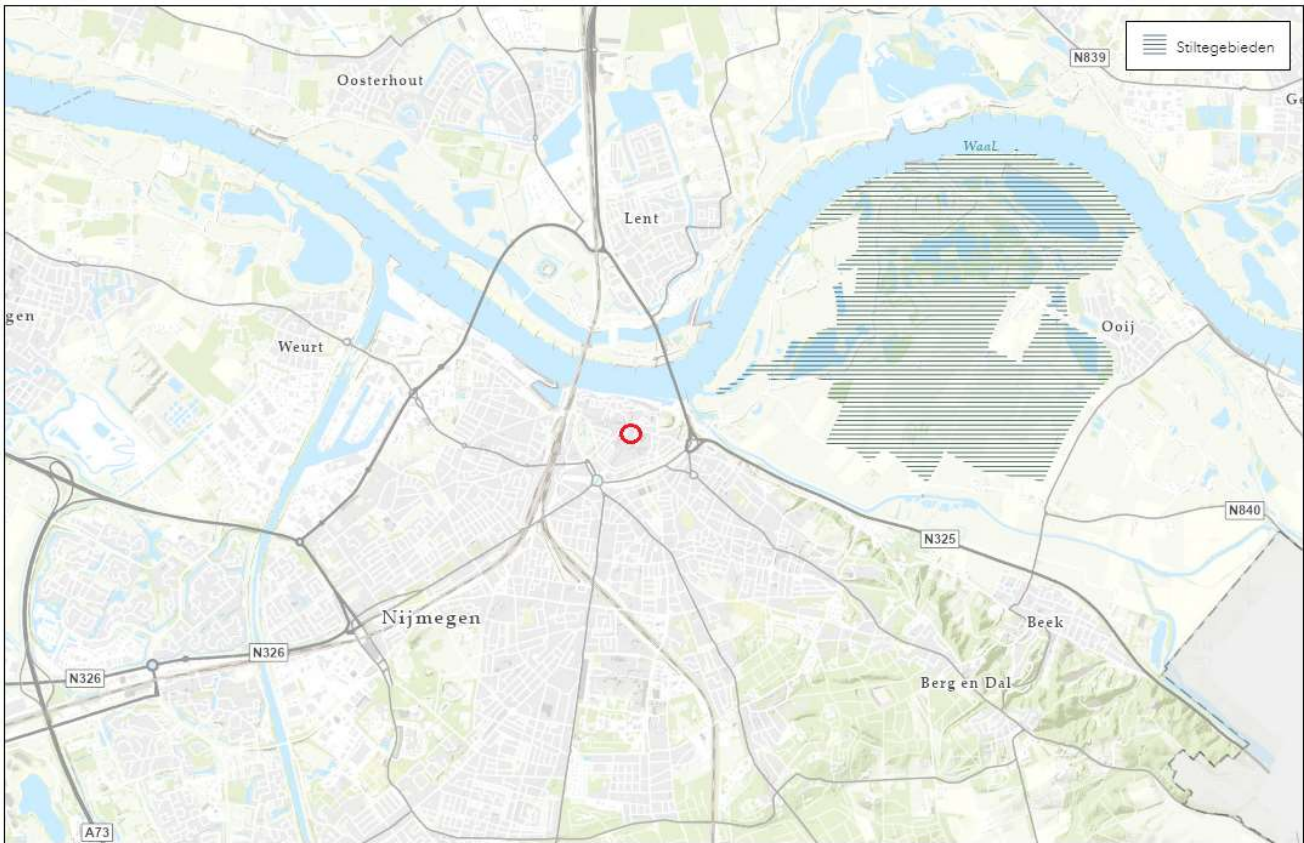 Stiltegebieden
N839
Oosterhout
Ge
Waal
Lent
gen
Weurt
Ooij
N840
N325
Nijmegen
Beek
N326
N326
Berg en Dal
A73